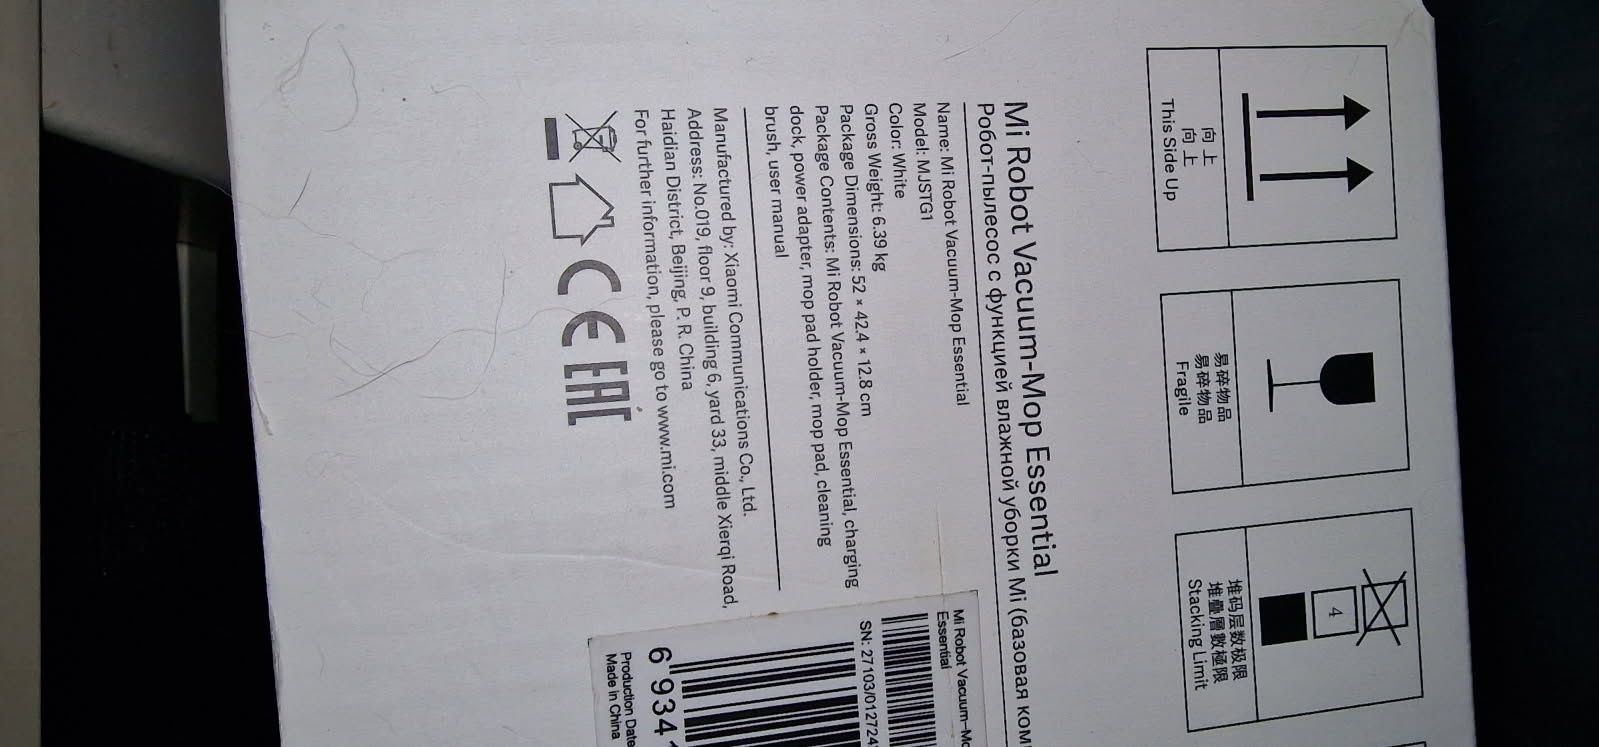 向上
向上
This Side Up
易碎物品
易碎物品
Fragile
4
堆码层数极限
堆疊層數極限
Stacking Limit
Mi Robot Vacuum-Mop Essential
Робот-пылесос с функцией влажной уборки Mi (базовая
Name: Mi Robot Vacuum-Mop Essential
Model: MJSTG1
Color: White
Gross Weight: 6.39 kg
Package Dimensions: 52 × 42.4 × 12.8 cm
Package Contents: Mi Robot Vacuum-Mop Essential, charging
dock, power adapter, mop pad holder, mop pad, cleaning
brush, user manual
Manufactured by: Xiaomi Communications Co., Ltd.
Address: No.019, floor 9, building 6, yard 33, middle Xierqi Road,
Haidian District, Beijing, P. R. China
For further information, please go to www.mi.com
CE EAC
Mi Robot Vacuum-Mo
Essential
SN: 27103/012724
6 934
Production Date
Made in China